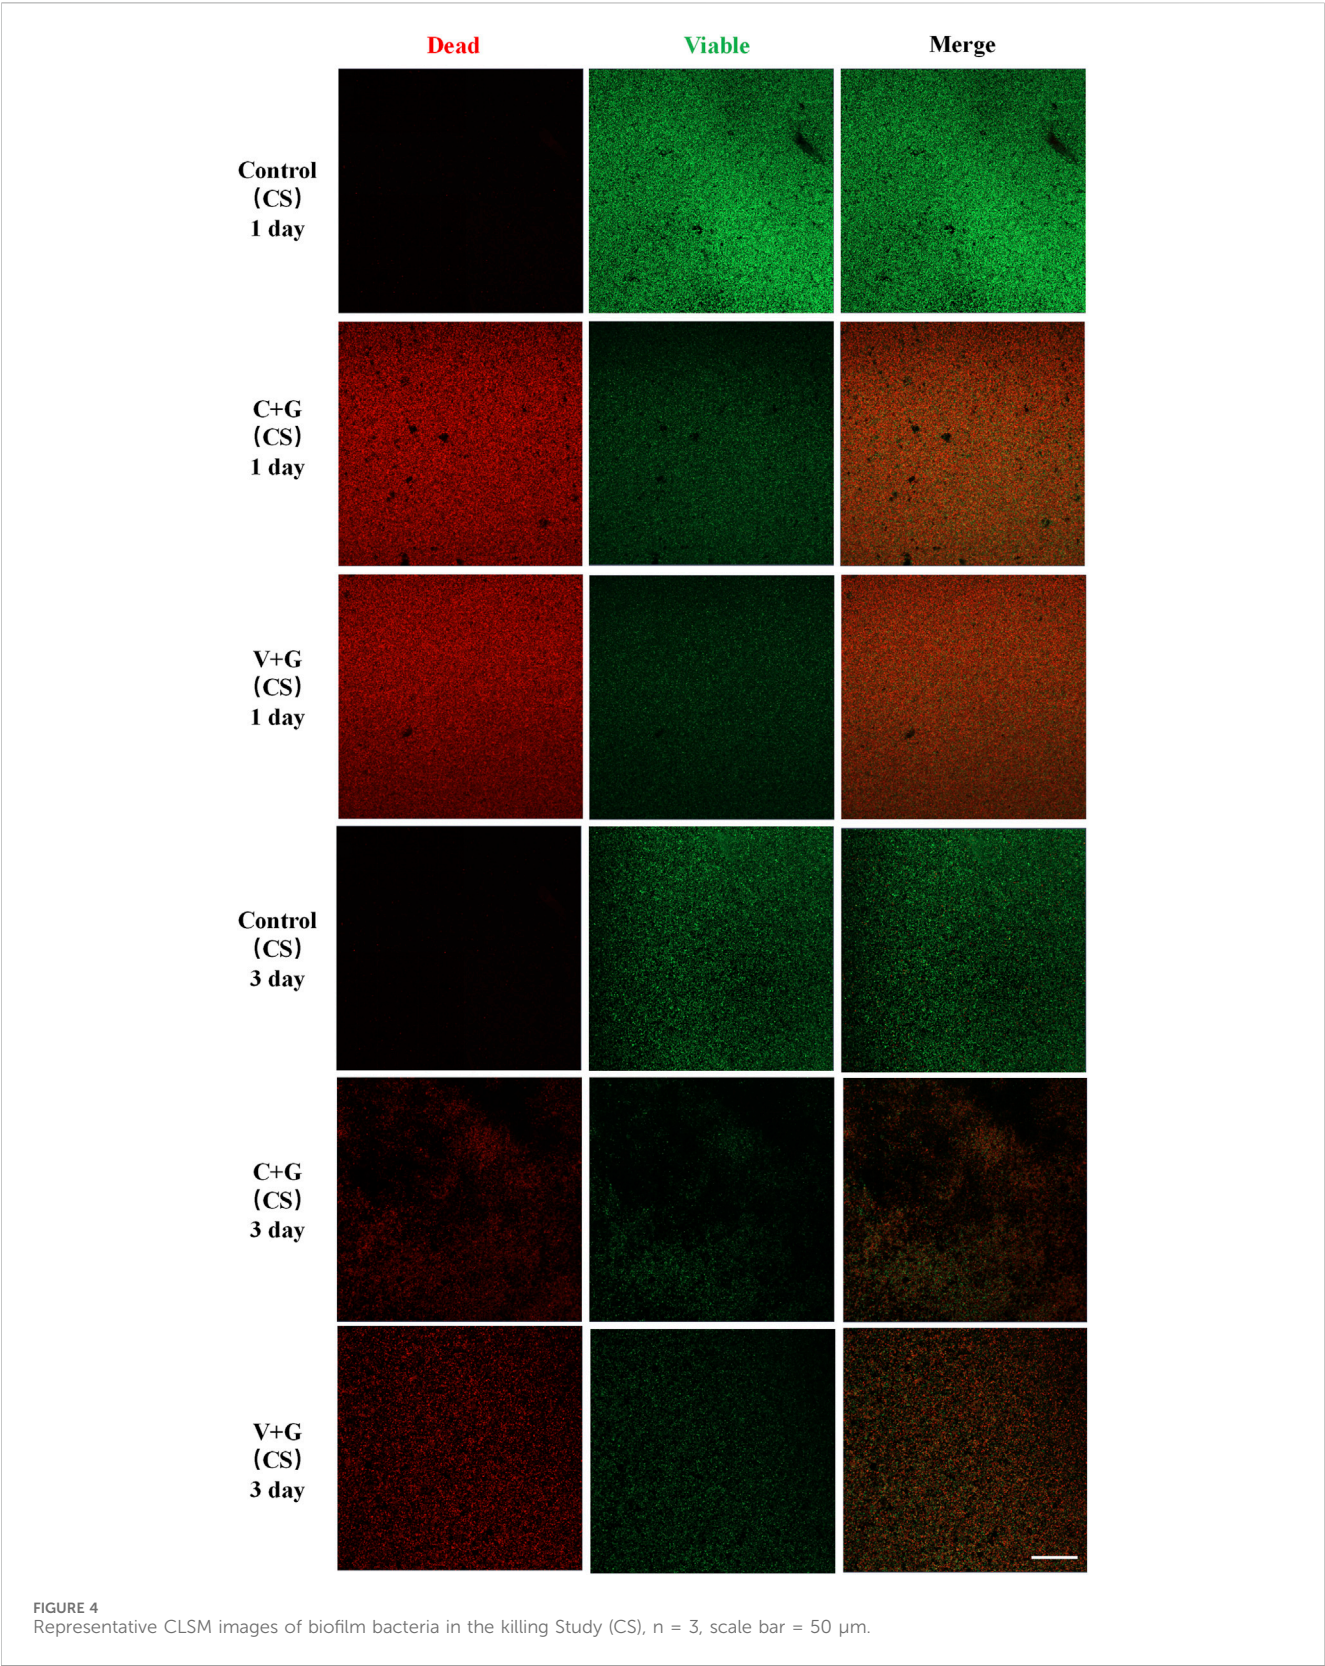 Dead Viable Merge
Control
(CS)
1 day
C+G
(CS)
1 day
V+G
(CS)
1 day
Control
(CS)
3 day
C+G
(CS)
3 day
V+G
(CS)
3 day
FIGURE 4
Representative CLSM images of biofilm bacteria in the killing Study (CS), n = 3, scale bar = 50 µm.